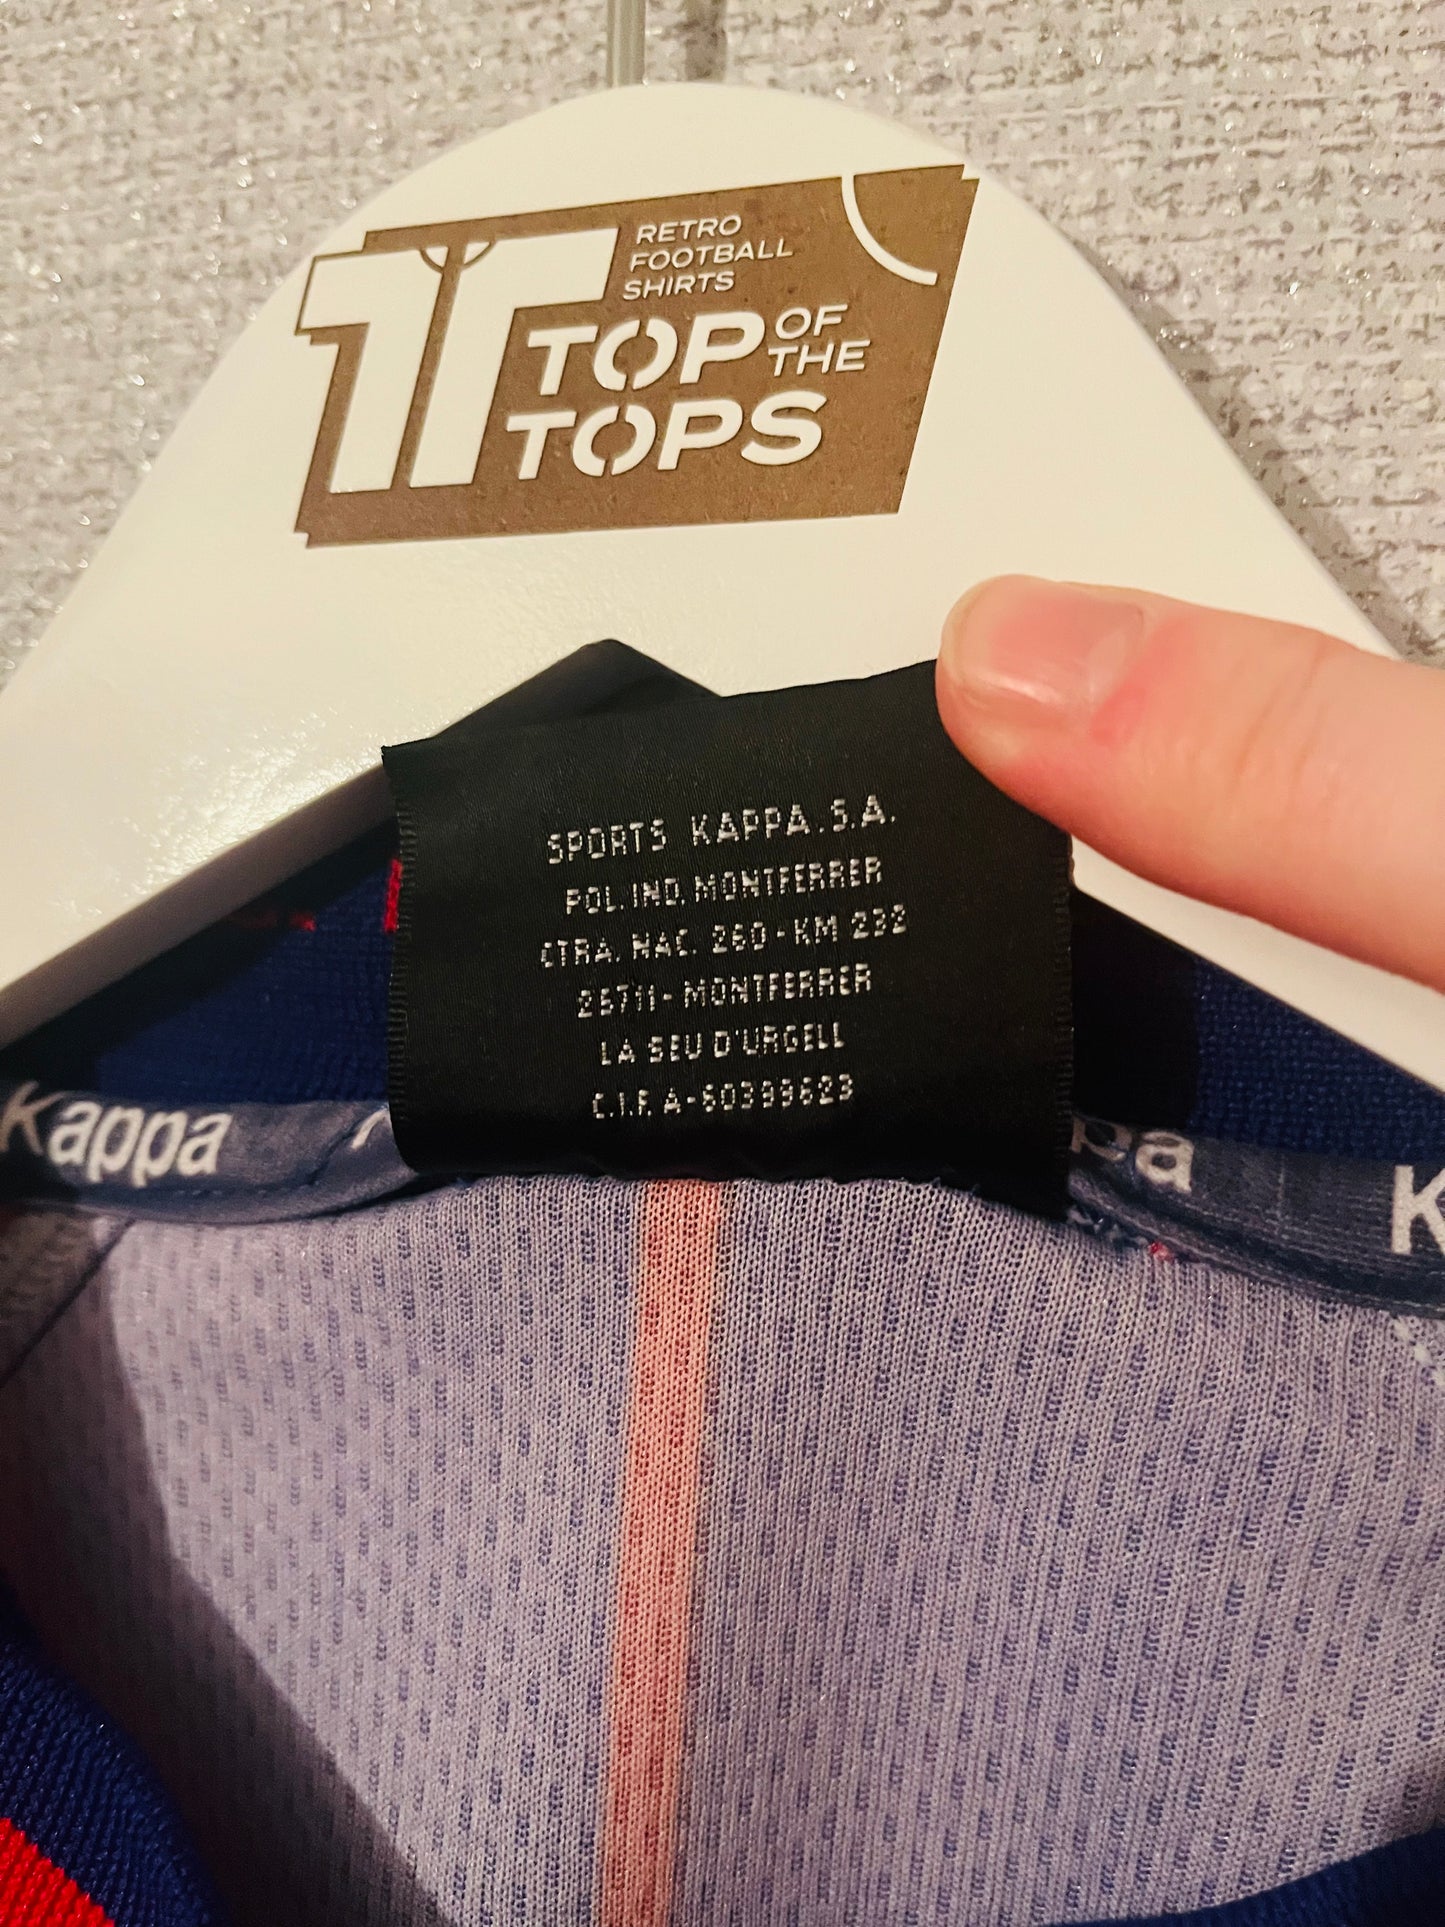 RETRO
FOOTBALL
SHIRTS
TOP OF THE
TOPS
SPORTS KAPPA.S.A.
POL.IND.MONTFERRER
CTRA. NAC. 260-KM 232
25711-MONTFERRER
LA SEU D'URGELL
C.I.F. A-60399623
Kappa
pa
K